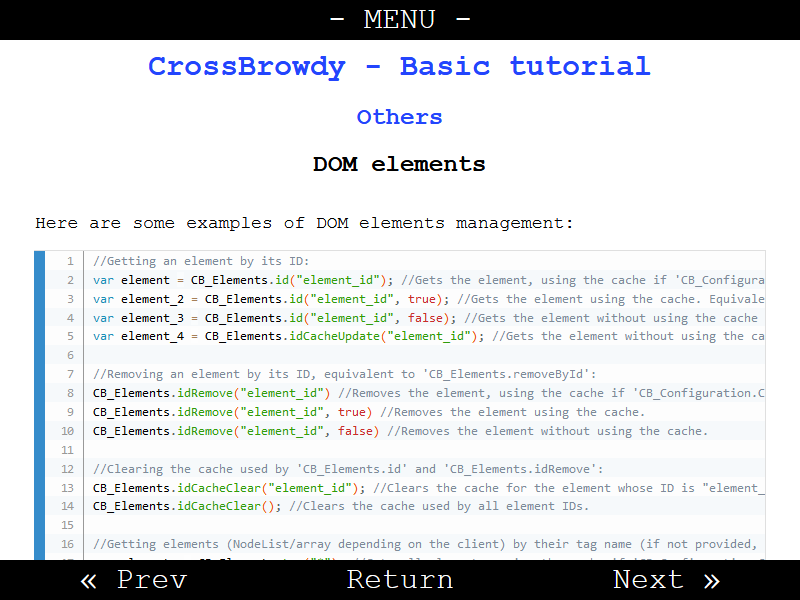 - MENU -
CrossBrowdy - Basic tutorial
Others
DOM elements
Here are some examples of DOM elements management:
1 //Getting an element by its ID:
2 var element = CB_Elements.id("element_id"); //Gets the element, using the cache if 'CB_Configura
3 var element_2 = CB_Elements.id("element_id", true); //Gets the element using the cache. Equivale
4 var element_3 = CB_Elements.id("element_id", false); //Gets the element without using the cache
5 var element_4 = CB_Elements.idCacheUpdate("element_id"); //Gets the element without using the ca
6
7 //Removing an element by its ID, equivalent to 'CB_Elements.removeById':
8 CB_Elements.idRemove("element_id") //Removes the element, using the cache if 'CB_Configuration.C
9 CB_Elements.idRemove("element_id", true) //Removes the element using the cache.
10 CB_Elements.idRemove("element_id", false) //Removes the element without using the cache.
11
12 //Clearing the cache used by 'CB_Elements.id' and 'CB_Elements.idRemove':
13 CB_Elements.idCacheClear("element_id"); //Clears the cache for the element whose ID is "element_
14 CB_Elements.idCacheClear(); //Clears the cache used by all element IDs.
15
16 //Getting elements (NodeList/array depending on the client) by their tag name (if not provided,
« Prev Return Next »